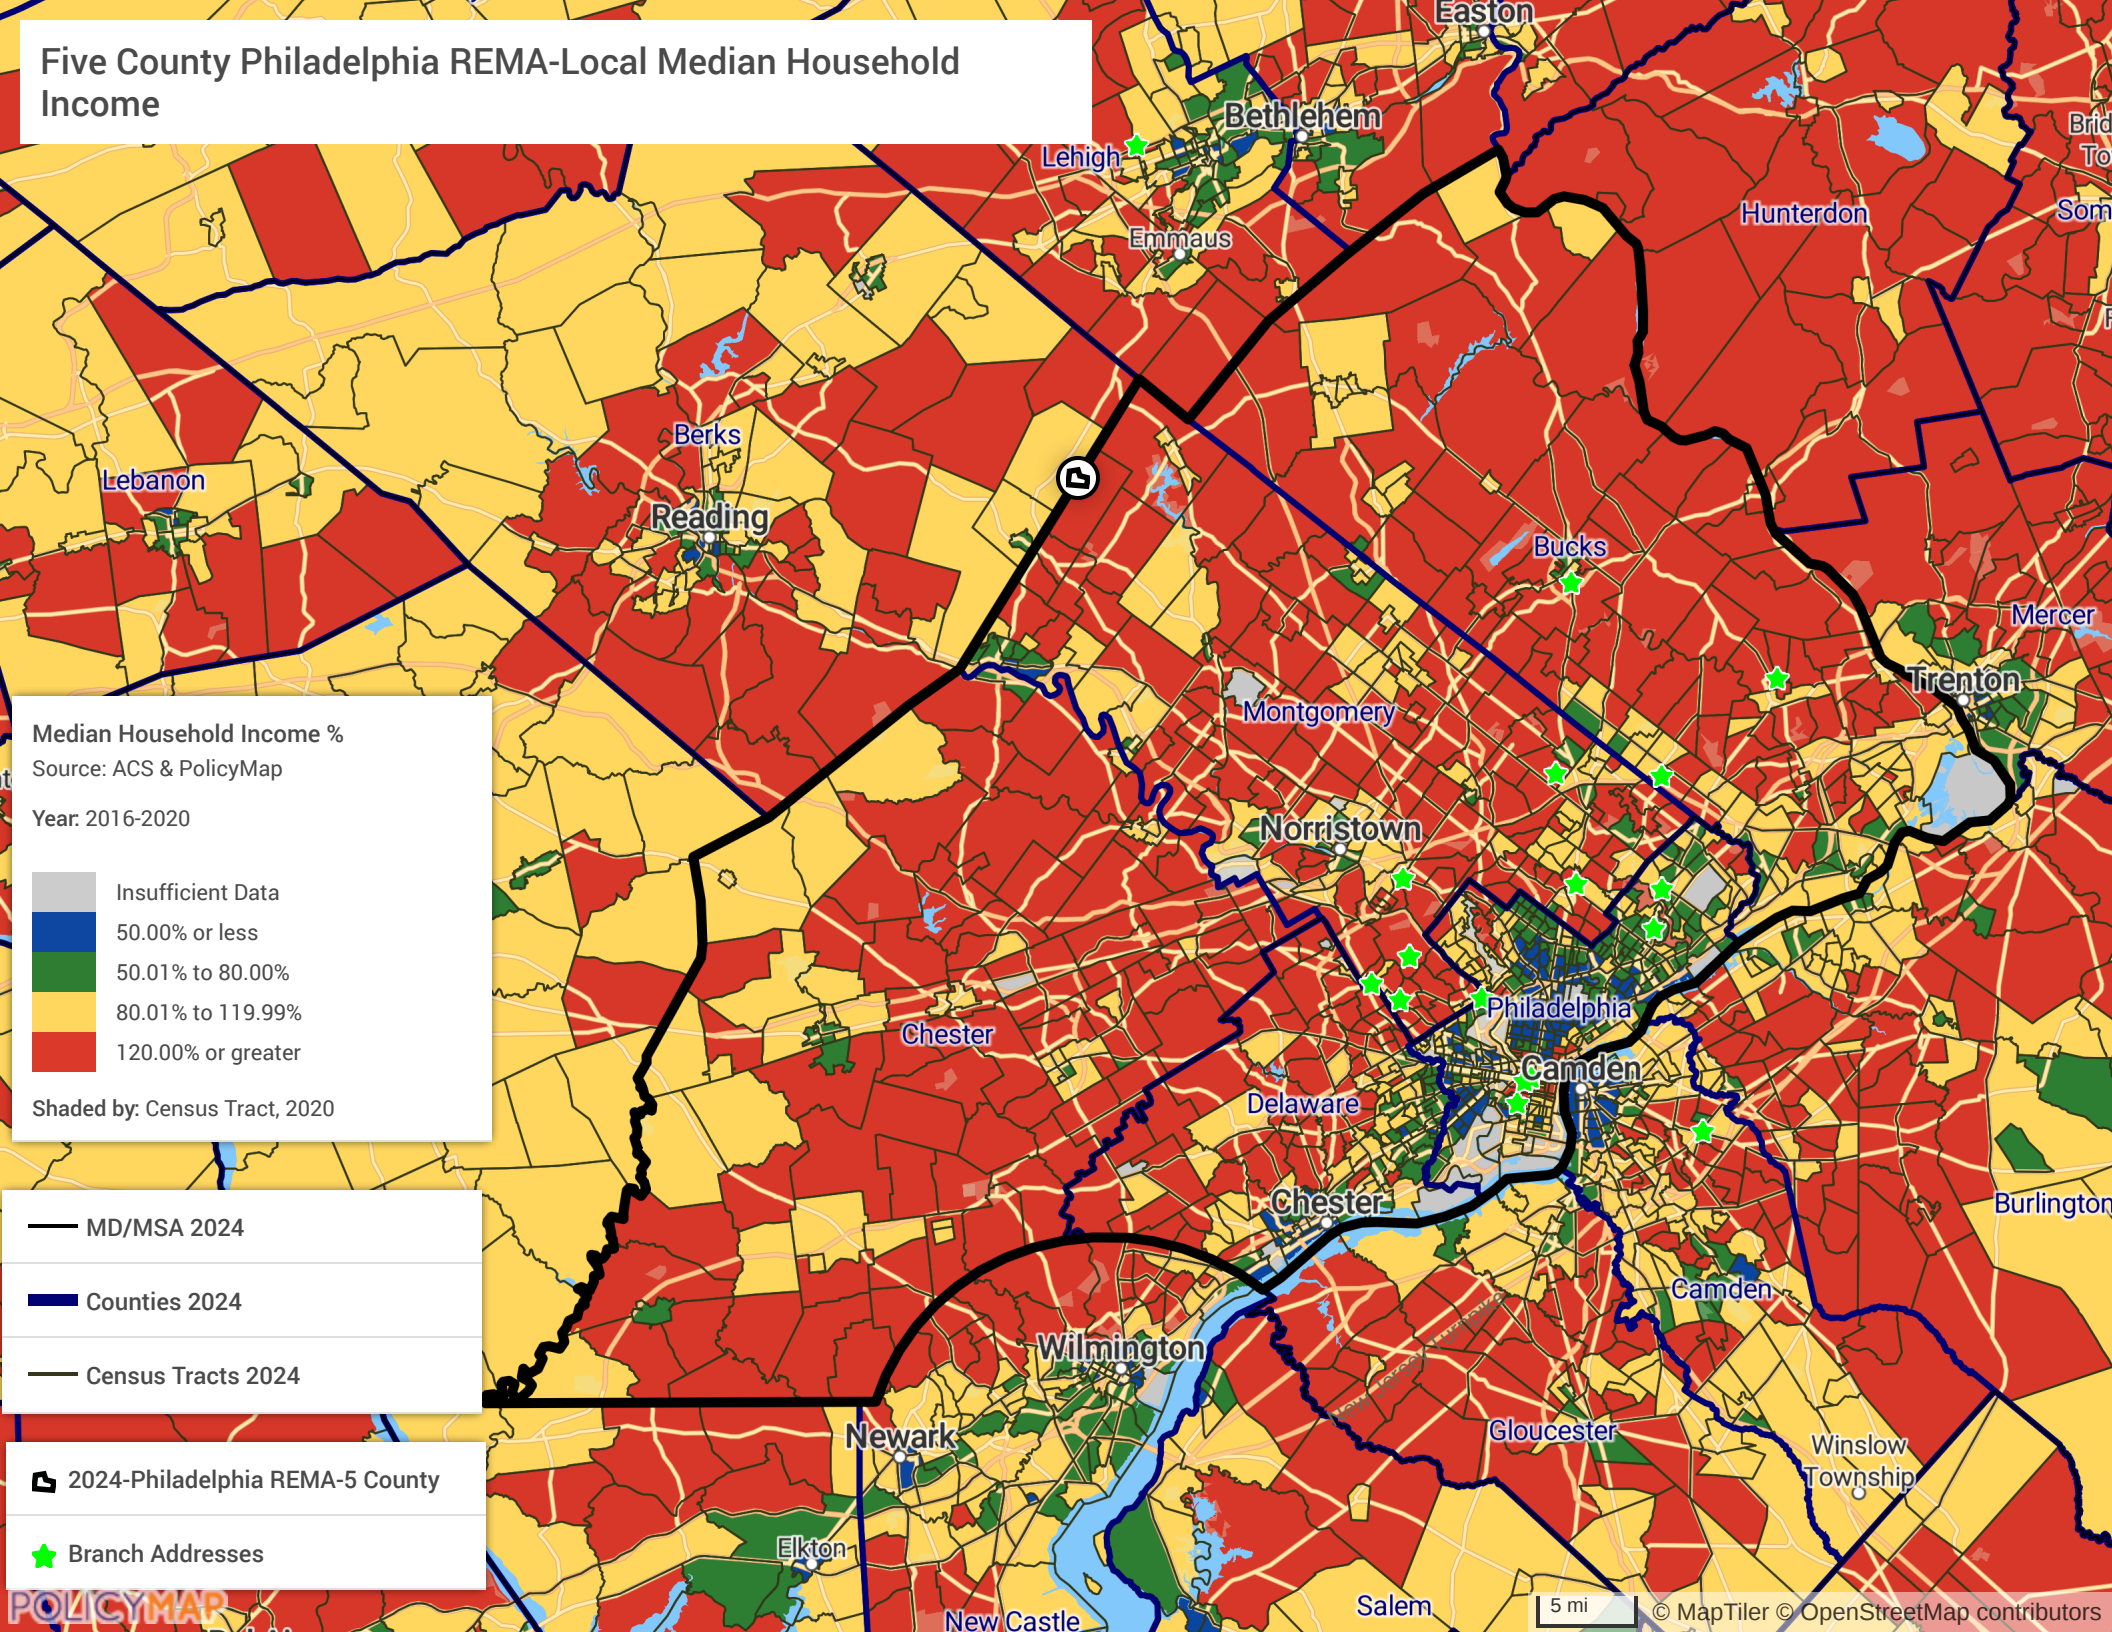 Five County Philadelphia REMA-Local Median Household
Income
Easton
Bethlehem
Lehigh
Emmaus
Hunterdon
Berks
Lebanon
Reading
Bucks
Mercer
Trenton
Montgomery
Median Household Income %
Source: ACS & PolicyMap
Year: 2016-2020
Insufficient Data
50.00% or less
50.01% to 80.00%
80.01% to 119.99%
120.00% or greater
Shaded by: Census Tract, 2020
Norristown
Philadelphia
Chester
Camden
Delaware
Chester
Burlington
MD/MSA 2024
Counties 2024
Census Tracts 2024
Camden
New Jersey Turnpike
Wilmington
Newark
Gloucester
Winslow
Township
2024-Philadelphia REMA-5 County
Branch Addresses
Elkton
POLICYMAP
New Castle
Salem
5 mi
© MapTiler © OpenStreetMap contributors